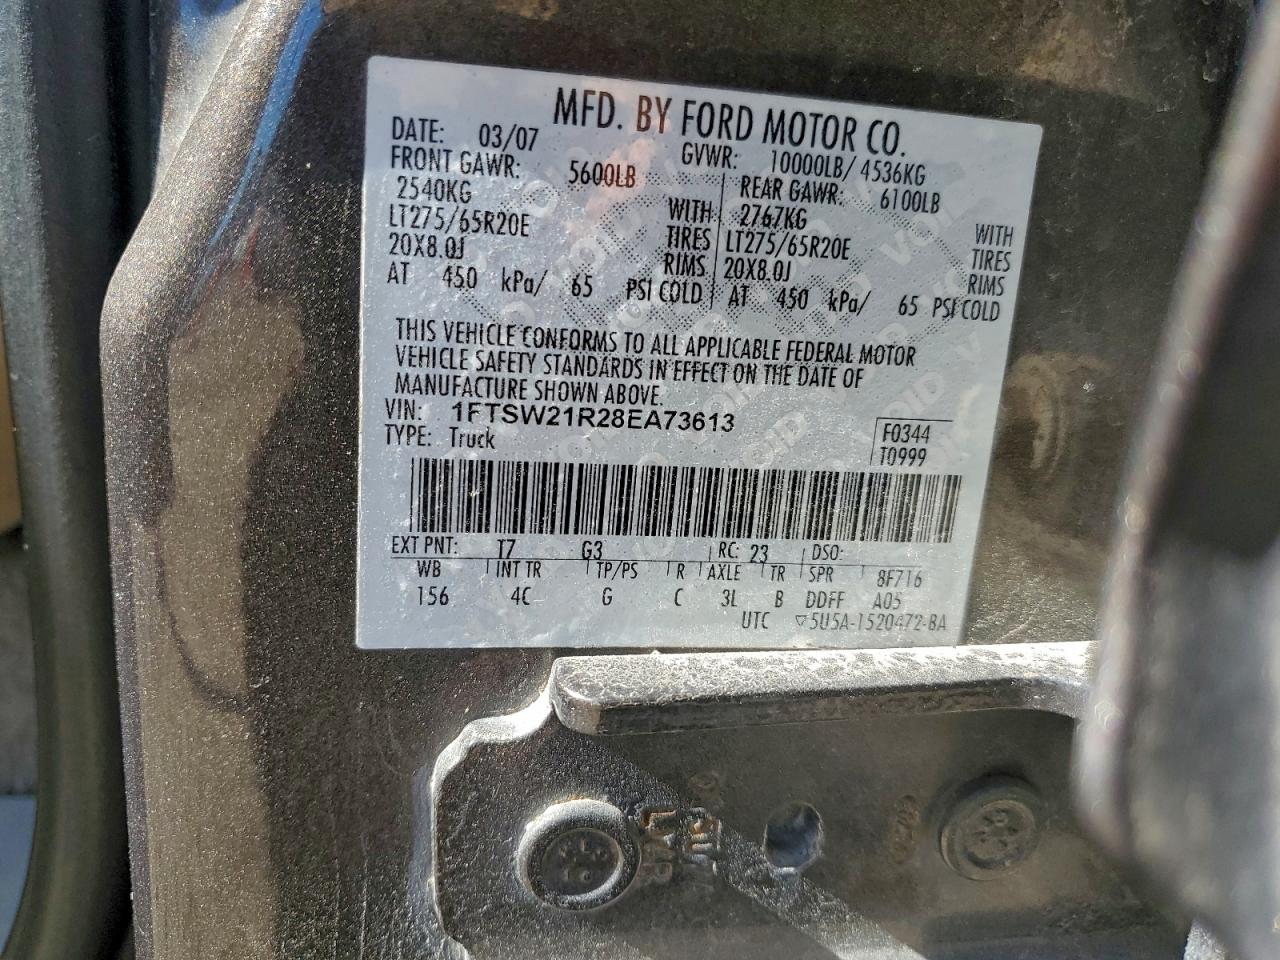 MFD. BY FORD MOTOR CO.
DATE: 03/07 GVWR: 10000LB/ 4536KG
FRONT GAWR: 5600LB REAR GAWR: 6100LB
2540KG WITH 2767KG WITH
LT275/65R20E TIRES LT275/65R20E TIRES
20X8.0J RIMS 20X8.0J RIMS
AT 450 kPa/ 65 PSI COLD AT 450 kPa/ 65 PSI COLD
THIS VEHICLE CONFORMS TO ALL APPLICABLE FEDERAL MOTOR
VEHICLE SAFETY STANDARDS IN EFFECT ON THE DATE OF
MANUFACTURE SHOWN ABOVE.
VIN: 1FTSW21R28EA73613 F0344
TYPE: Truck T0999
EXT PNT: T7 G3 RC: 23 DSO:
WB INT TR TP/PS R AXLE TR SPR 8F716
156 4C G C 3L B DDFF A05
UTC ▽5U5A-1520472-BA